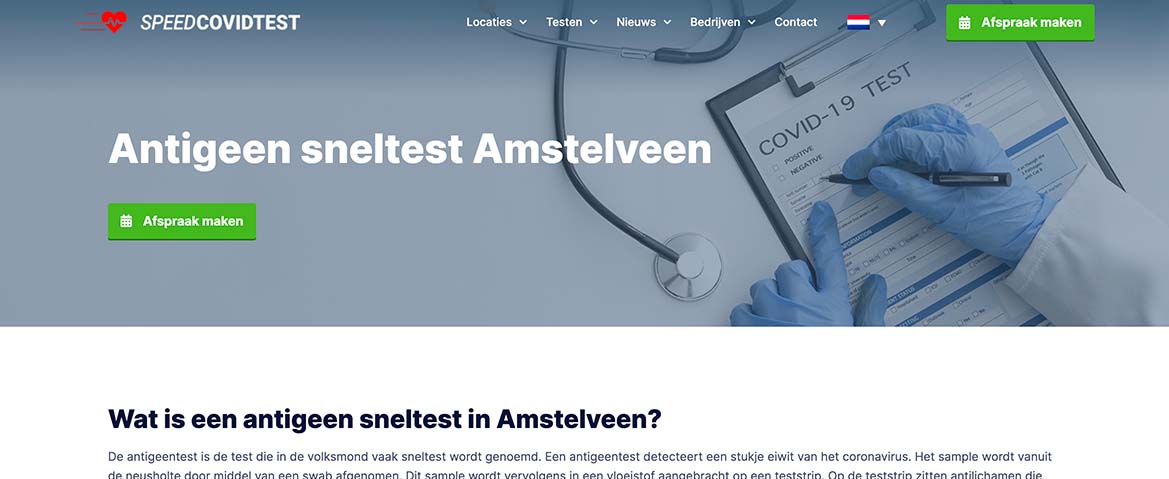 SPEEDCOVIDTEST
Locaties
Testen
Nieuws
Bedrijven
Contact
Afspraak maken
Antigeen sneltest Amstelveen
Afspraak maken
COVID-19 TEST
POSITIVE
NEGATIVE
Wat is een antigeen sneltest in Amstelveen?
De antigeentest is de test die in de volksmond vaak sneltest wordt genoemd. Een antigeentest detecteert een stukje eiwit van het coronavirus. Het sample wordt vanuit
de neusholte door middel van een swab afgenomen. Dit sample wordt vervolgens in een vloeistof aangebracht op een teststrip. Op de teststrip zitten antilichamen die